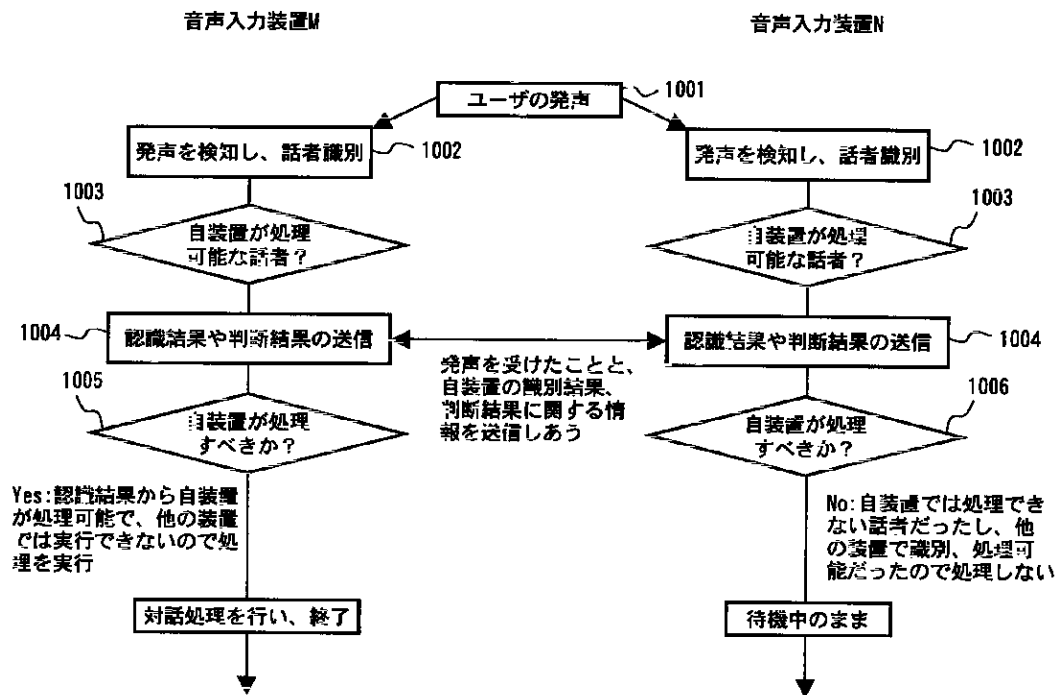 音声入力装置M
音声入力装置N
ユーザの発声
1001
発声を検知し、話者識別
1002
発声を検知し、話者識別
1002
1003
自装置が処理
可能な話者？
1003
自装置が処理
可能な話者？
1004
認識結果や判断結果の送信
認識結果や判断結果の送信
1004
発声を受けたことと、
自装置の識別結果、
判断結果に関する情
報を送信しあう
1005
自装置が処理
すべきか？
1006
自装置が処理
すべきか？
Yes:認識結果から自装置
が処理可能で、他の装置
では実行できないので処
理を実行
No:自装置では処理でき
ない話者だったし、他
の装置で識別、処理可
能だったので処理しない
対話処理を行い、終了
待機中のまま